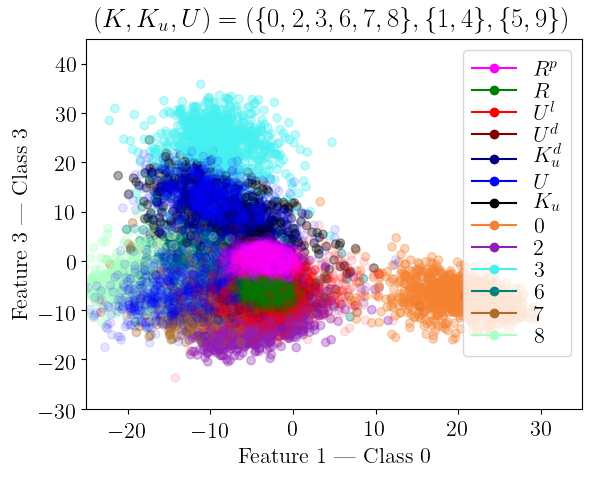 (K, K_u, U) = ({0, 2, 3, 6, 7, 8}, {1, 4}, {5, 9})
40
30
20
10
0
−10
−20
−30
Feature 3 — Class 3
R^p
R
U^l
U^d
K_u^d
U
K_u
0
2
3
6
7
8
−20
−10
0
10
20
30
Feature 1 — Class 0